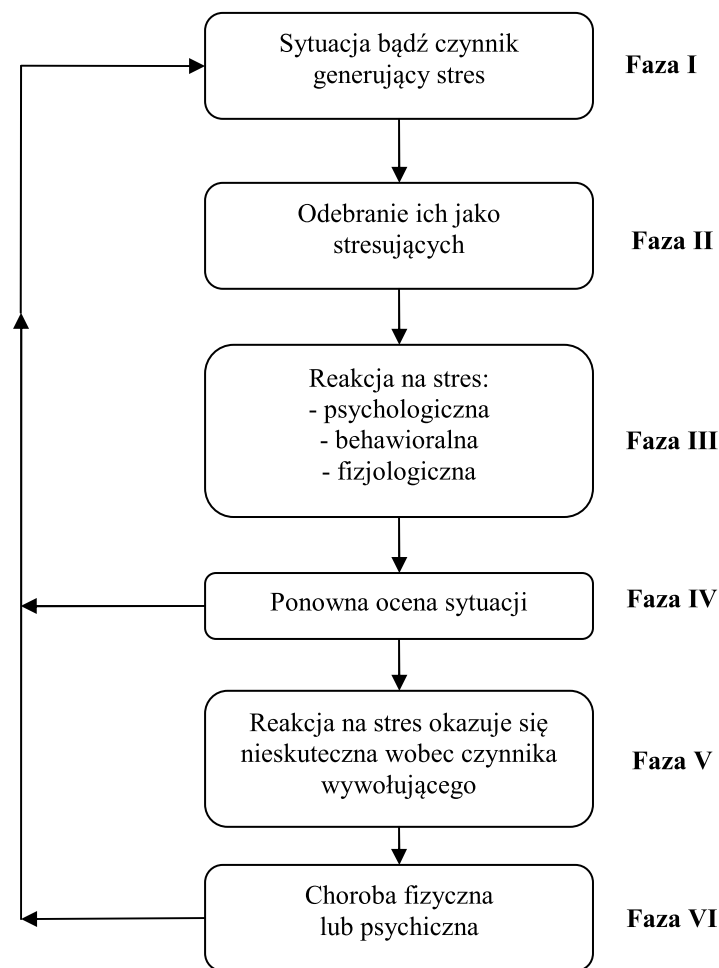 Sytuacja bądź czynnik
generujący stres
Faza I
Odebranie ich jako
stresujących
Faza II
Reakcja na stres:
- psychologiczna
- behawioralna
- fizjologiczna
Faza III
Ponowna ocena sytuacji
Faza IV
Reakcja na stres okazuje się
nieskuteczna wobec czynnika
wywołującego
Faza V
Choroba fizyczna
lub psychiczna
Faza VI